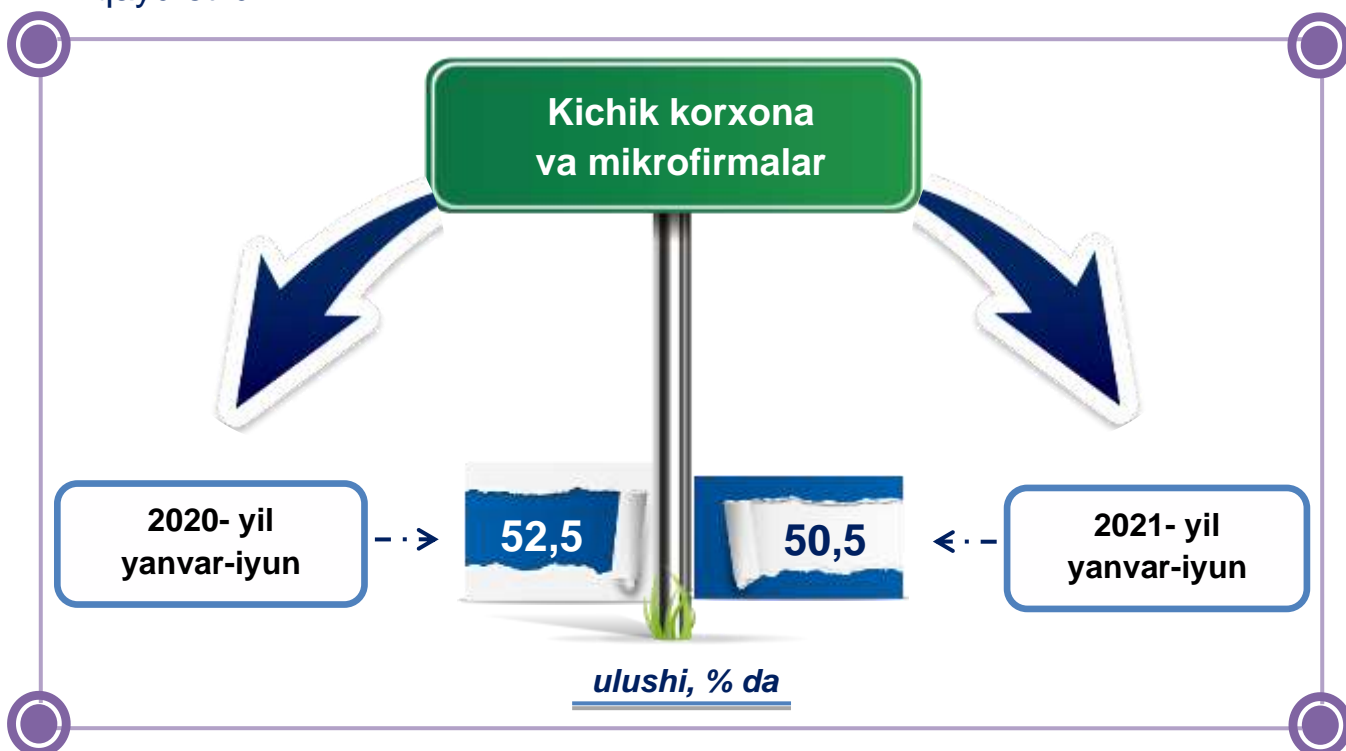 Kichik korxona
va mikrofirmalar
2020- yil
yanvar-iyun
52,5
50,5
2021- yil
yanvar-iyun
ulushi, % da